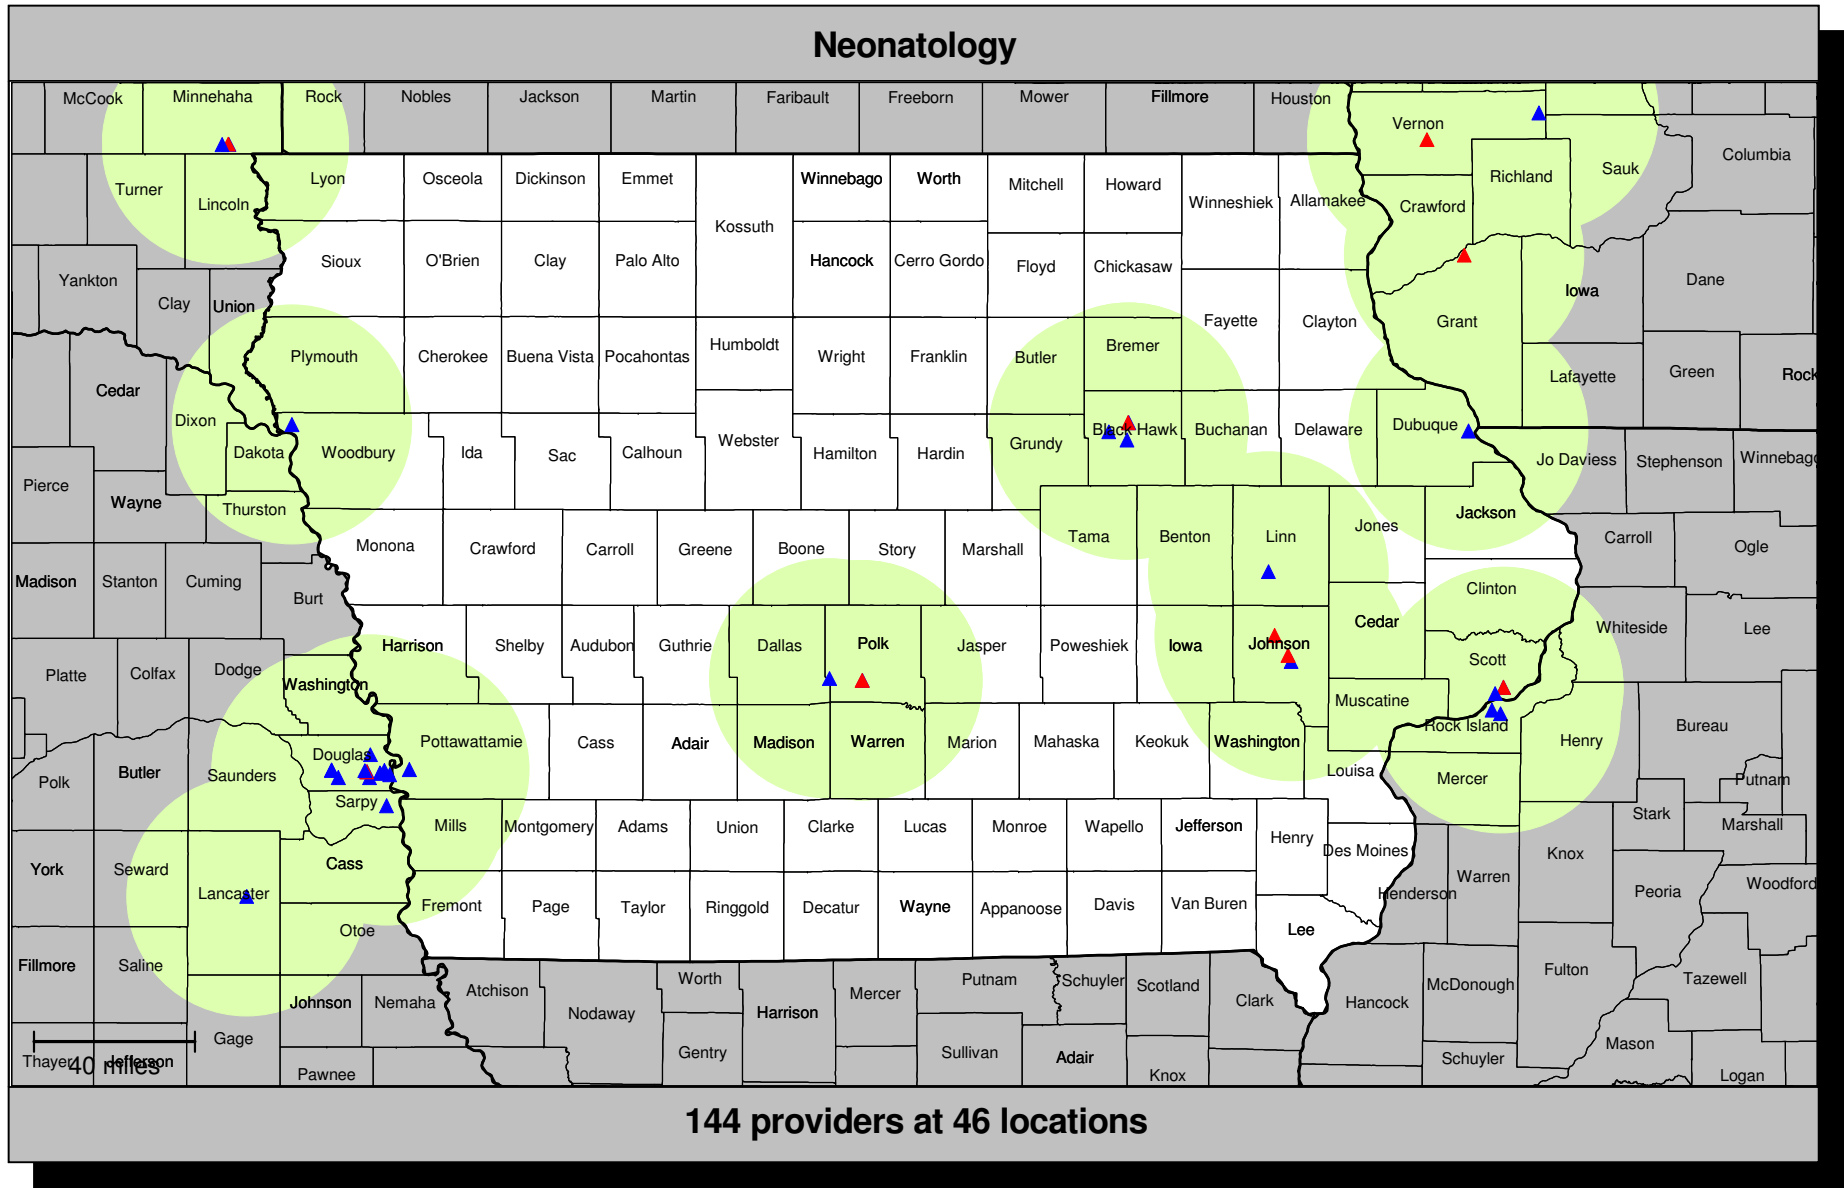 Neonatology
McCook Minnehaha Rock Nobles Jackson Martin Faribault Freeborn Mower Fillmore Houston
Vernon Columbia
Turner Lincoln Lyon Osceola Dickinson Emmet Winnebago Worth Mitchell Howard Winneshiek Allamakee Crawford Richland Sauk
Kossuth
Yankton Clay Union Sioux O'Brien Clay Palo Alto Hancock Cerro Gordo Floyd Chickasaw Iowa Dane
Fayette Clayton Grant
Cedar Plymouth Cherokee Buena Vista Pocahontas Humboldt Wright Franklin Butler Bremer Lafayette Green Rock
Dixon Dakota Woodbury Ida Sac Calhoun Webster Hamilton Hardin Grundy Black Hawk Buchanan Delaware Dubuque Jo Daviess Stephenson Winnebago
Pierce Wayne Thurston Jackson
Monona Crawford Carroll Greene Boone Story Marshall Tama Benton Linn Jones Carroll Ogle
Madison Stanton Cuming Burt Clinton
Harrison Shelby Audubon Guthrie Dallas Polk Jasper Poweshiek Iowa Johnson Cedar Scott Whiteside Lee
Platte Colfax Dodge Washington Muscatine
Douglas Pottawattamie Cass Adair Madison Warren Marion Mahaska Keokuk Washington Rock Island Henry Bureau
Polk Butler Saunders Sarpy Louisa Mercer Putnam
Mills Montgomery Adams Union Clarke Lucas Monroe Wapello Jefferson Henry Des Moines Stark Marshall
York Seward Cass Knox
Lancaster Fremont Page Taylor Ringgold Decatur Wayne Appanoose Davis Van Buren Henderson Warren Peoria Woodford
Otoe Lee
Fillmore Saline Johnson Nemaha Atchison Worth Mercer Putnam Schuyler Scotland Clark Hancock McDonough Fulton Tazewell
Nodaway Harrison
Gage Gentry Sullivan Adair Schuyler Mason
Thayer Jefferson
40 miles
Pawnee Knox Logan
144 providers at 46 locations